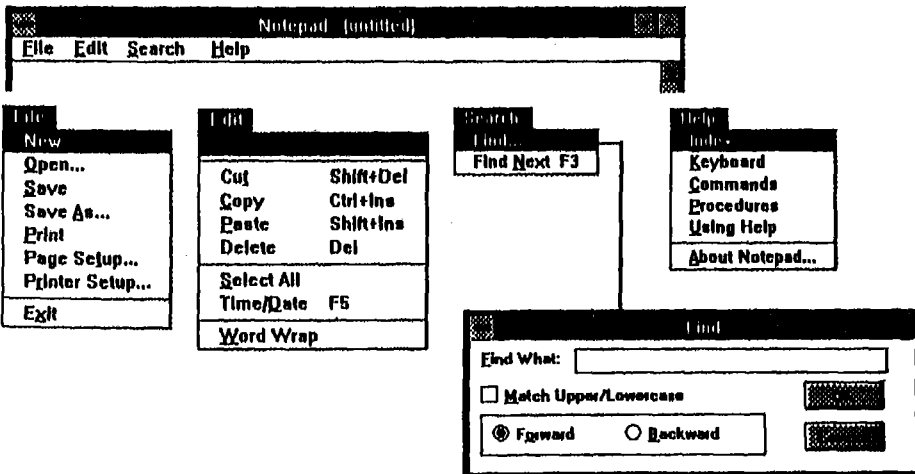 Notepad (untitled)
File Edit Search Help
File
New
Open...
Save
Save As...
Print
Page Setup...
Printer Setup...
Exit
Edit
Cut Shift+Del
Copy Ctrl+Ins
Paste Shift+Ins
Delete Del
Select All
Time/Date F5
Word Wrap
Search
Find...
Find Next F3
Help
Index
Keyboard
Commands
Procedures
Using Help
About Notepad...
Find
Find What:
Match Upper/Lowercase
Forward Backward